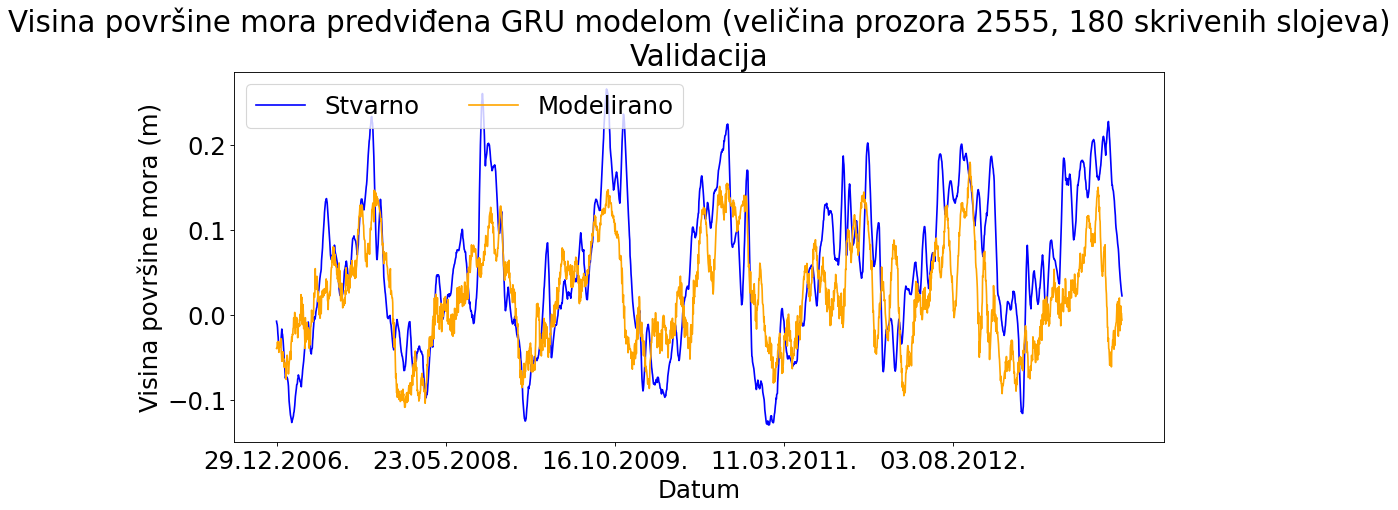 Visina površine mora predviđena GRU modelom (veličina prozora 2555, 180 skrivenih slojeva)
Validacija
Stvarno Modelirano
Visina površine mora (m)
0.2
0.1
0.0
−0.1
29.12.2006. 23.05.2008. 16.10.2009. 11.03.2011. 03.08.2012.
Datum